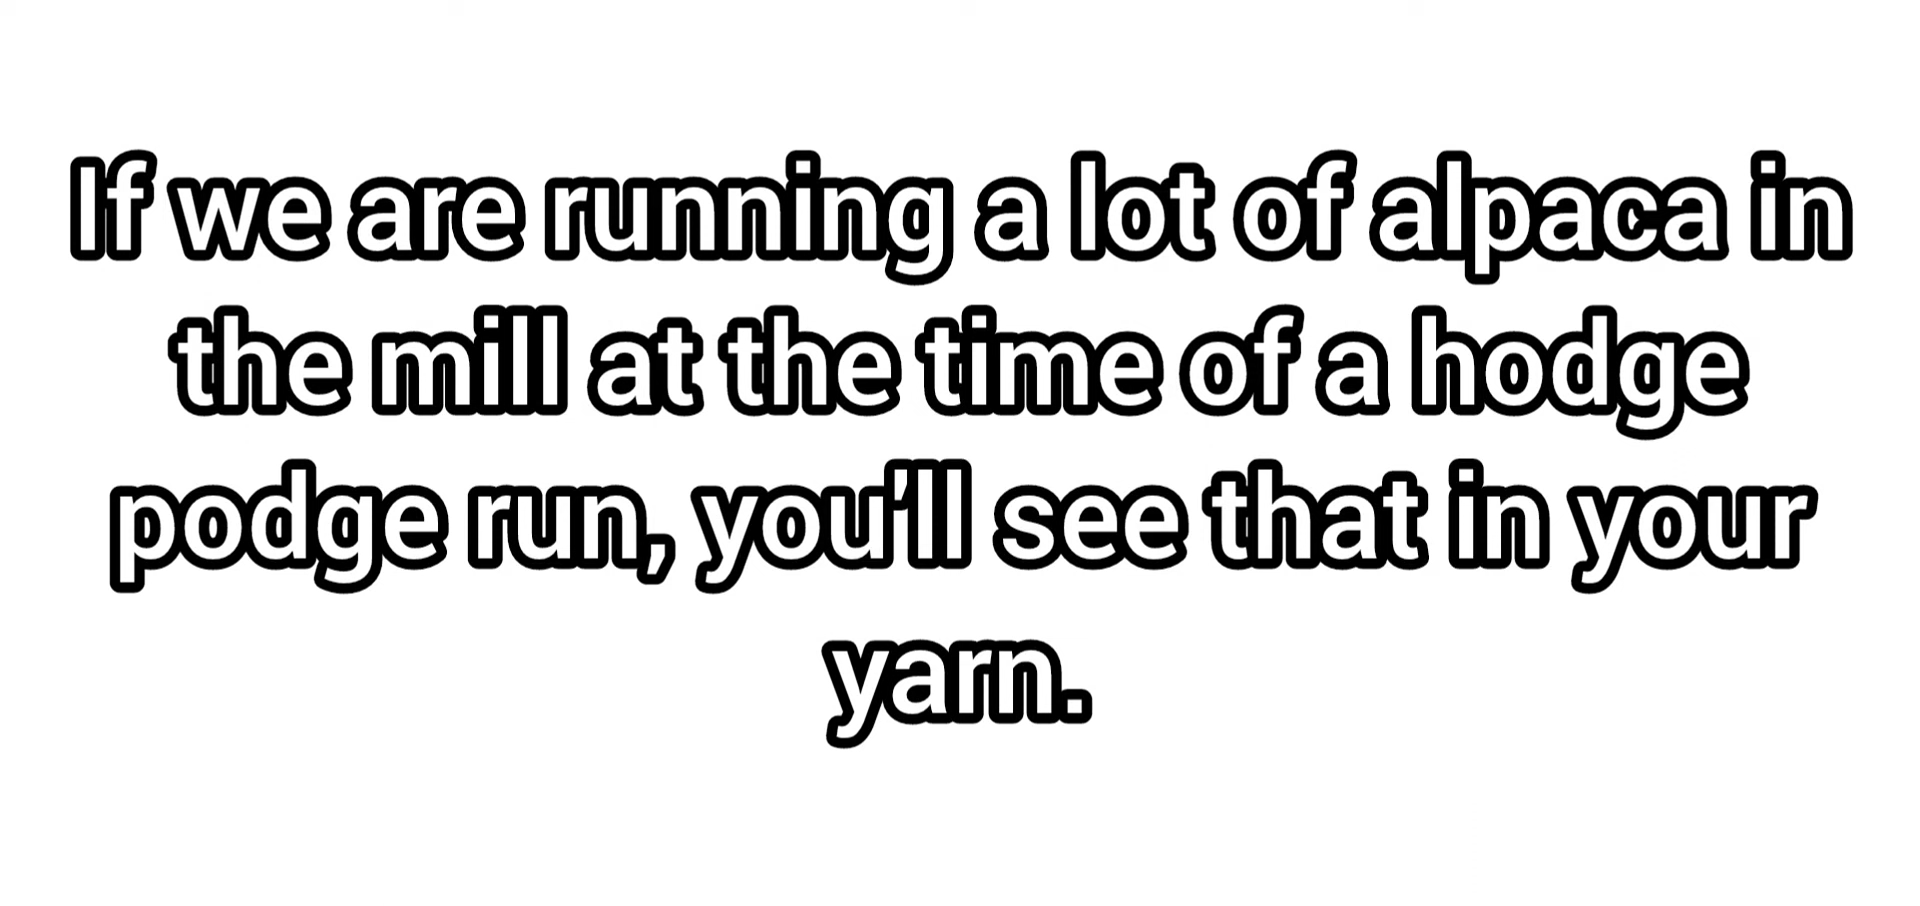 If we are running a lot of alpaca in
the mill at the time of a hodge
podge run, you'll see that in your
yarn.